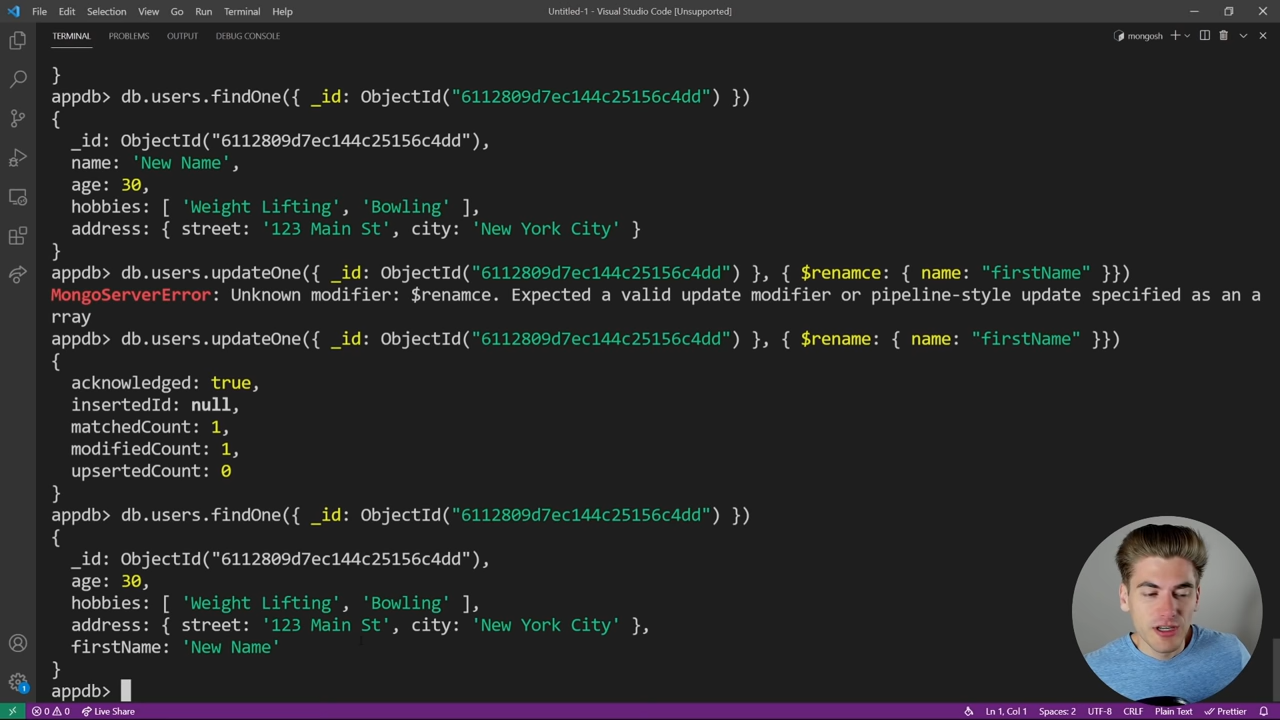 File Edit Selection View Go Run Terminal Help
Untitled-1 - Visual Studio Code [Unsupported]
TERMINAL PROBLEMS OUTPUT DEBUG CONSOLE
mongosh
}
appdb> db.users.findOne({ _id: ObjectId("6112809d7ec144c25156c4dd") })
{
_id: ObjectId("6112809d7ec144c25156c4dd"),
name: 'New Name',
age: 30,
hobbies: [ 'Weight Lifting', 'Bowling' ],
address: { street: '123 Main St', city: 'New York City' }
}
appdb> db.users.updateOne({ _id: ObjectId("6112809d7ec144c25156c4dd") }, { $renamce: { name: "firstName" }})
MongoServerError: Unknown modifier: $renamce. Expected a valid update modifier or pipeline-style update specified as an a
rray
appdb> db.users.updateOne({ _id: ObjectId("6112809d7ec144c25156c4dd") }, { $rename: { name: "firstName" }})
{
acknowledged: true,
insertedId: null,
matchedCount: 1,
modifiedCount: 1,
upsertedCount: 0
}
appdb> db.users.findOne({ _id: ObjectId("6112809d7ec144c25156c4dd") })
{
_id: ObjectId("6112809d7ec144c25156c4dd"),
age: 30,
hobbies: [ 'Weight Lifting', 'Bowling' ],
address: { street: '123 Main St', city: 'New York City' },
firstName: 'New Name'
}
appdb>
1
0 0 Live Share
Ln 1, Col 1 Spaces: 2 UTF-8 CRLF Plain Text Prettier